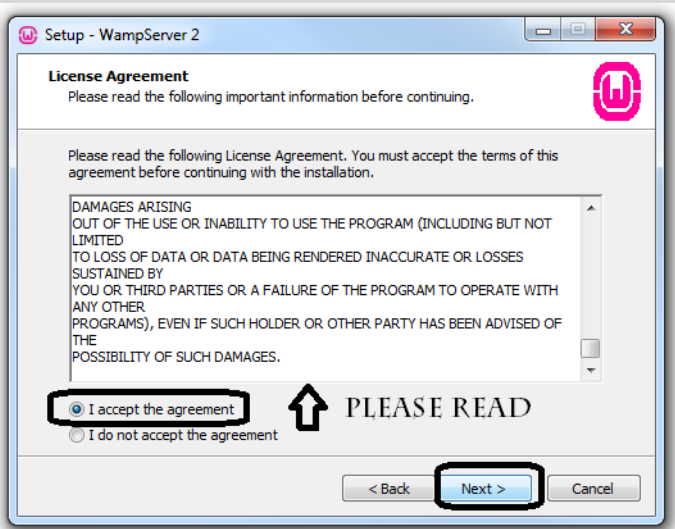 Setup - WampServer 2
License Agreement
Please read the following important information before continuing.
Please read the following License Agreement. You must accept the terms of this
agreement before continuing with the installation.
DAMAGES ARISING
OUT OF THE USE OR INABILITY TO USE THE PROGRAM (INCLUDING BUT NOT
LIMITED
TO LOSS OF DATA OR DATA BEING RENDERED INACCURATE OR LOSSES
SUSTAINED BY
YOU OR THIRD PARTIES OR A FAILURE OF THE PROGRAM TO OPERATE WITH
ANY OTHER
PROGRAMS), EVEN IF SUCH HOLDER OR OTHER PARTY HAS BEEN ADVISED OF
THE
POSSIBILITY OF SUCH DAMAGES.
I accept the agreement
PLEASE READ
I do not accept the agreement
< Back Next > Cancel